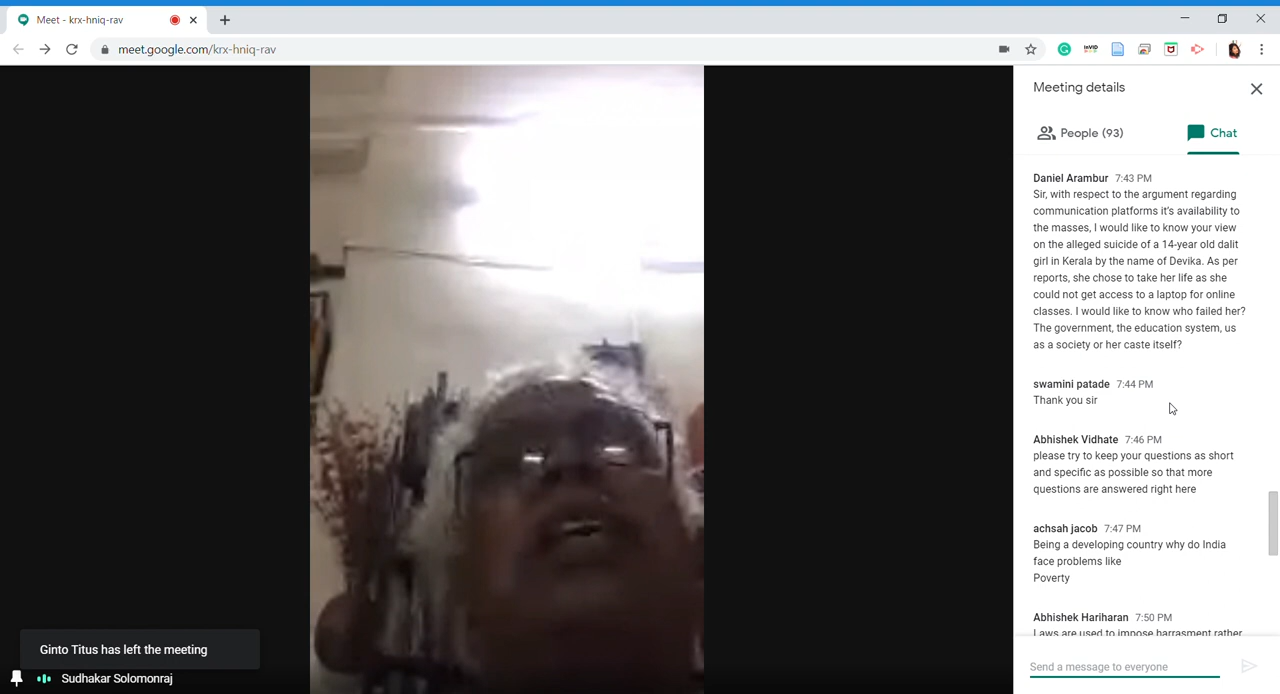 Meet - krx-hniq-rav
meet.google.com/krx-hniq-rav
InVID
Meeting details
People (93)
Chat
Daniel Arambur 7:43 PM
Sir, with respect to the argument regarding
communication platforms it's availability to
the masses, I would like to know your view
on the alleged suicide of a 14-year old dalit
girl in Kerala by the name of Devika. As per
reports, she chose to take her life as she
could not get access to a laptop for online
classes. I would like to know who failed her?
The government, the education system, us
as a society or her caste itself?
swamini patade 7:44 PM
Thank you sir
Abhishek Vidhate 7:46 PM
please try to keep your questions as short
and specific as possible so that more
questions are answered right here
achsah jacob 7:47 PM
Being a developing country why do India
face problems like
Poverty
Abhishek Hariharan 7:50 PM
Laws are used to impose harrasment rather
Send a message to everyone
Ginto Titus has left the meeting
Sudhakar Solomonraj